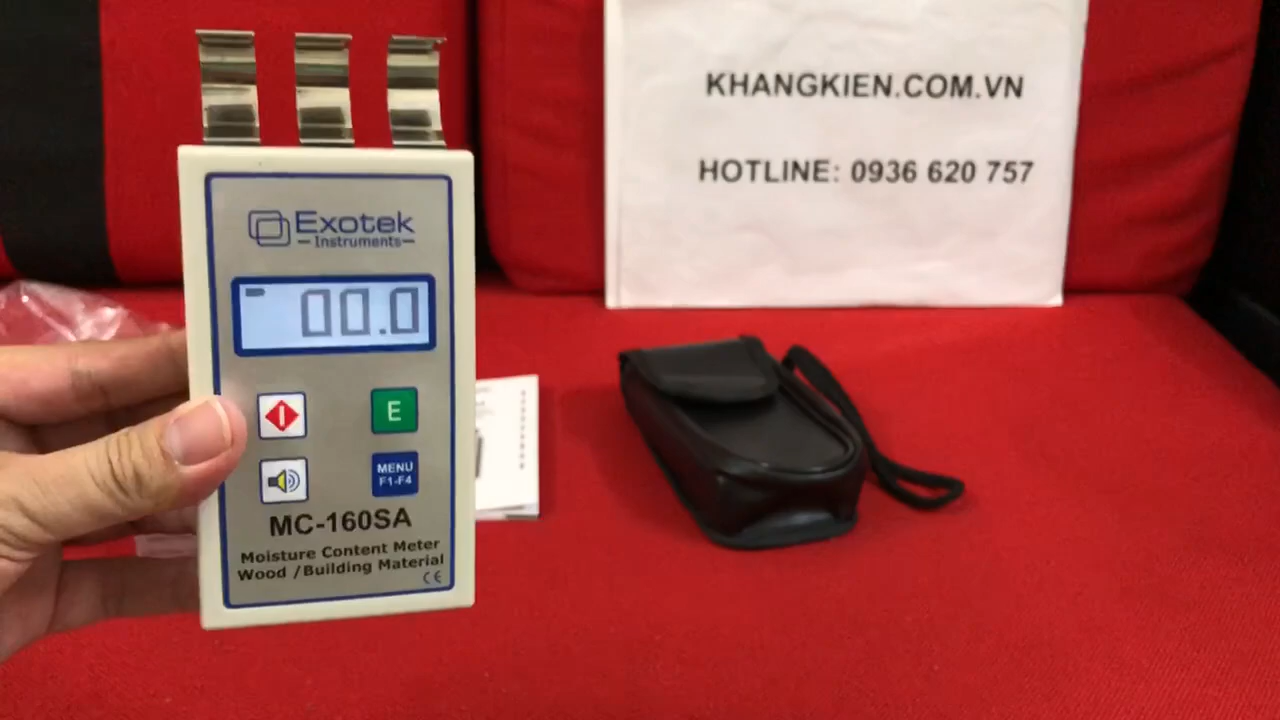 KHANGKIEN.COM.VN
HOTLINE: 0936 620 757
Exotek
Instruments
00.0
E
MENU
F1-F4
MC-160SA
Moisture Content Meter
Wood / Building Material
CE